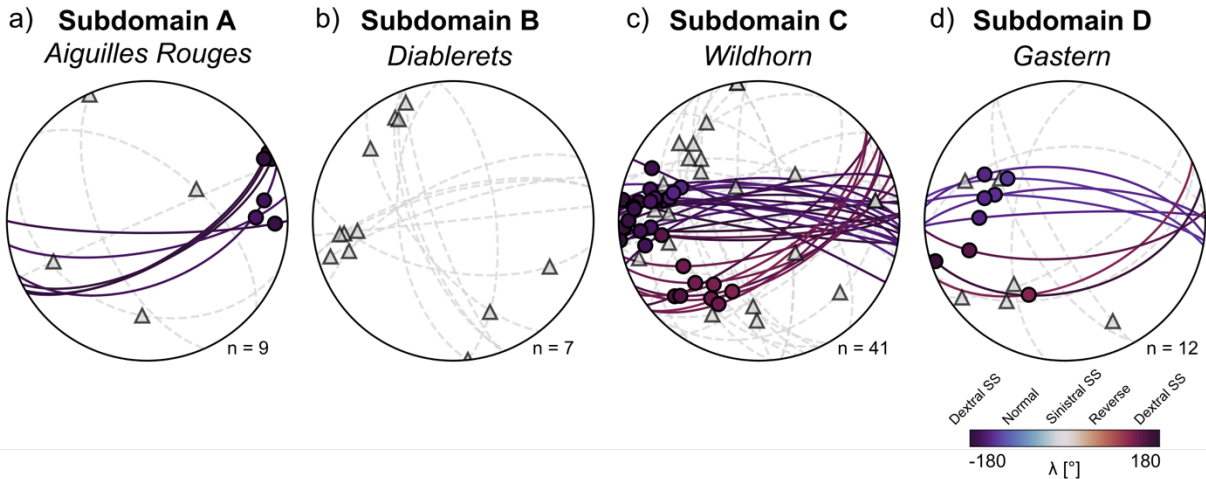 a) Subdomain A
Aiguilles Rouges
n = 9
b) Subdomain B
Diablerets
n = 7
c) Subdomain C
Wildhorn
n = 41
d) Subdomain D
Gastern
n = 12
Dextral SS
Normal
Sinistral SS
Reverse
Dextral SS
-180
180
λ [°]